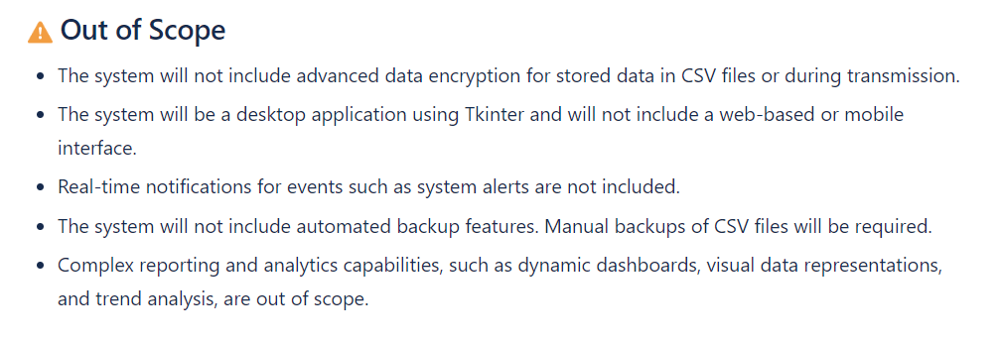 Out of Scope
The system will not include advanced data encryption for stored data in CSV files or during transmission.
The system will be a desktop application using Tkinter and will not include a web-based or mobile
interface.
Real-time notifications for events such as system alerts are not included.
The system will not include automated backup features. Manual backups of CSV files will be required.
Complex reporting and analytics capabilities, such as dynamic dashboards, visual data representations,
and trend analysis, are out of scope.